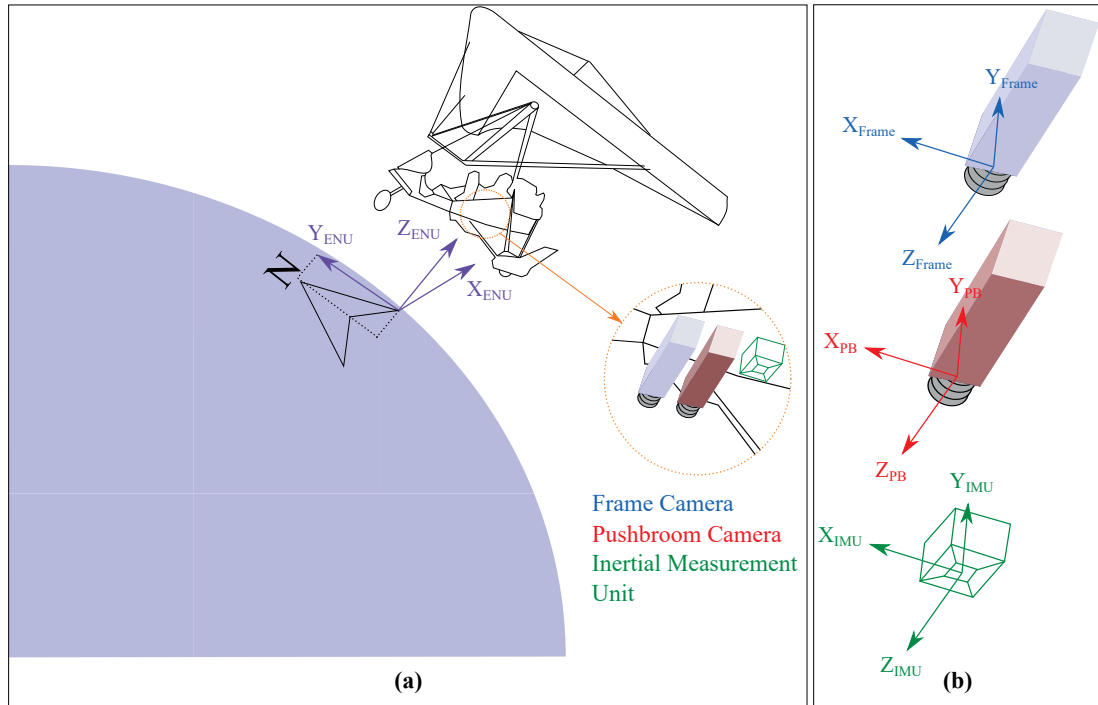 N
Y_ENU
Z_ENU
X_ENU
Frame Camera
Pushbroom Camera
Inertial Measurement
Unit
(a)
Y_Frame
X_Frame
Z_Frame
Y_PB
X_PB
Z_PB
Y_IMU
X_IMU
Z_IMU
(b)